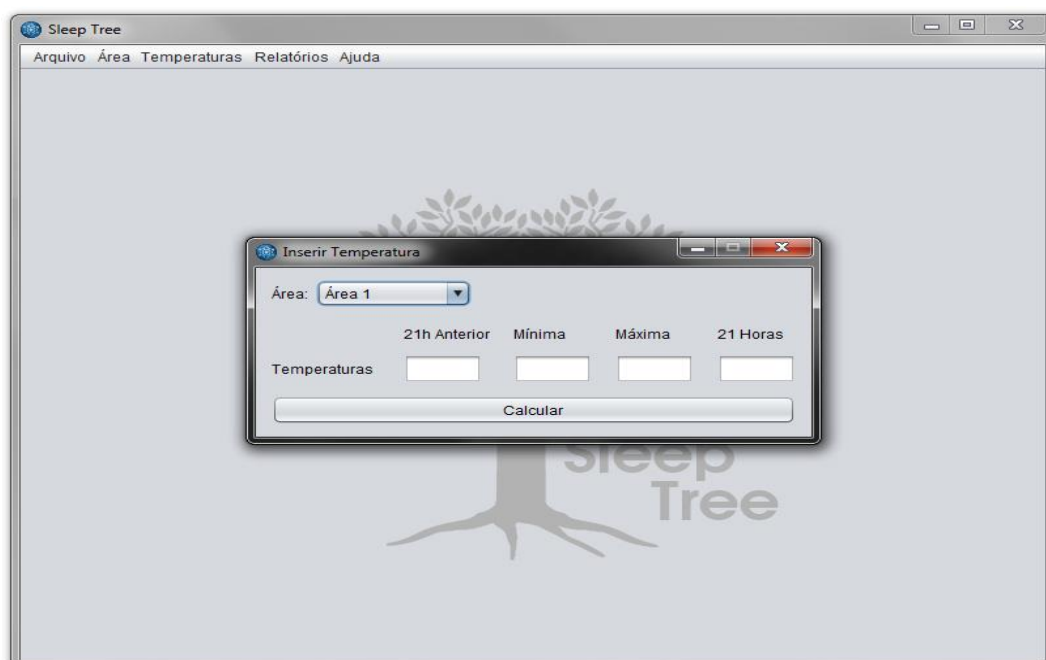 Sleep Tree
Arquivo Área Temperaturas Relatórios Ajuda
Inserir Temperatura
Área: Área 1
21h Anterior Mínima Máxima 21 Horas
Temperaturas
Calcular
Sleep
Tree